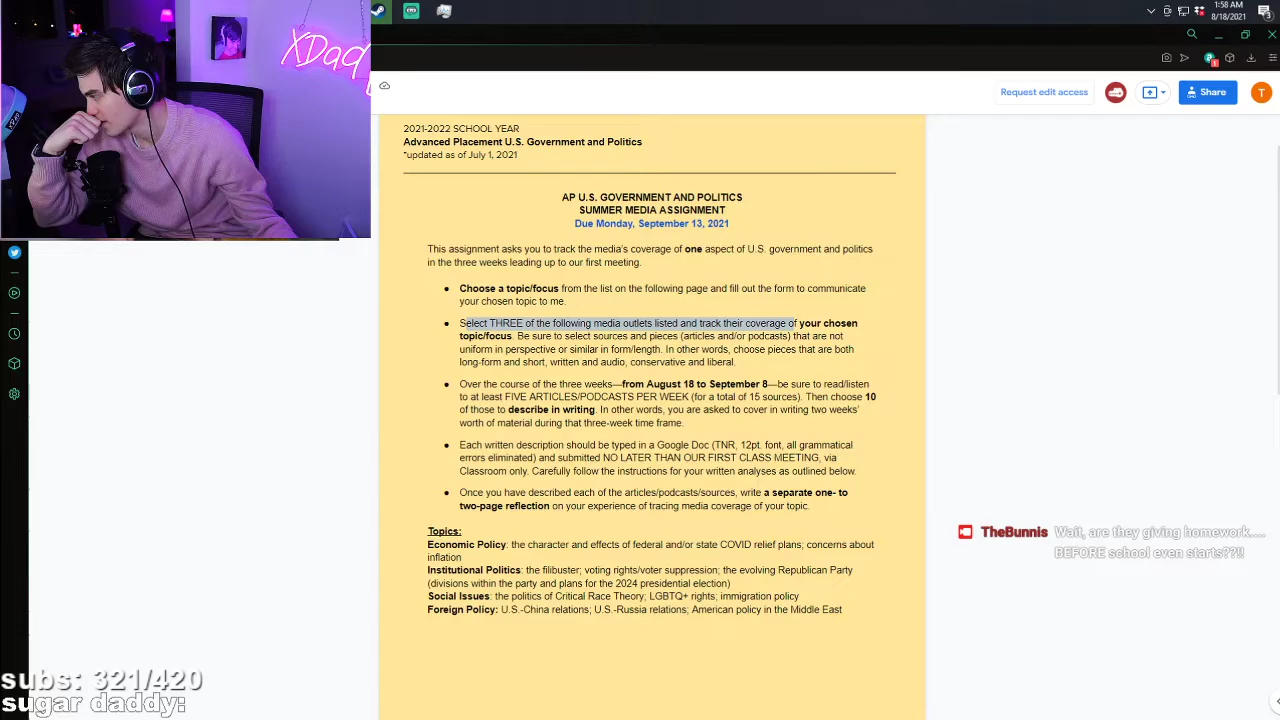 1:58 AM
8/18/2021
3
XDad
1
Request edit access
Share
T
2021-2022 SCHOOL YEAR
Advanced Placement U.S. Government and Politics
*updated as of July 1, 2021
AP U.S. GOVERNMENT AND POLITICS
SUMMER MEDIA ASSIGNMENT
Due Monday, September 13, 2021
This assignment asks you to track the media's coverage of one aspect of U.S. government and politics
in the three weeks leading up to our first meeting.
● Choose a topic/focus from the list on the following page and fill out the form to communicate
your chosen topic to me.
● Select THREE of the following media outlets listed and track their coverage of your chosen
topic/focus. Be sure to select sources and pieces (articles and/or podcasts) that are not
uniform in perspective or similar in form/length. In other words, choose pieces that are both
long-form and short, written and audio, conservative and liberal.
● Over the course of the three weeks—from August 18 to September 8—be sure to read/listen
to at least FIVE ARTICLES/PODCASTS PER WEEK (for a total of 15 sources). Then choose 10
of those to describe in writing. In other words, you are asked to cover in writing two weeks'
worth of material during that three-week time frame.
● Each written description should be typed in a Google Doc (TNR, 12pt. font, all grammatical
errors eliminated) and submitted NO LATER THAN OUR FIRST CLASS MEETING, via
Classroom only. Carefully follow the instructions for your written analyses as outlined below.
● Once you have described each of the articles/podcasts/sources, write a separate one- to
two-page reflection on your experience of tracing media coverage of your topic.
Topics:
Economic Policy: the character and effects of federal and/or state COVID relief plans; concerns about
inflation
Institutional Politics: the filibuster; voting rights/voter suppression; the evolving Republican Party
(divisions within the party and plans for the 2024 presidential election)
Social Issues: the politics of Critical Race Theory; LGBTQ+ rights; immigration policy
Foreign Policy: U.S.-China relations; U.S.-Russia relations; American policy in the Middle East
TheBunnis Wait, are they giving homework....
BEFORE school even starts??!!
subs: 321/420
sugar daddy: